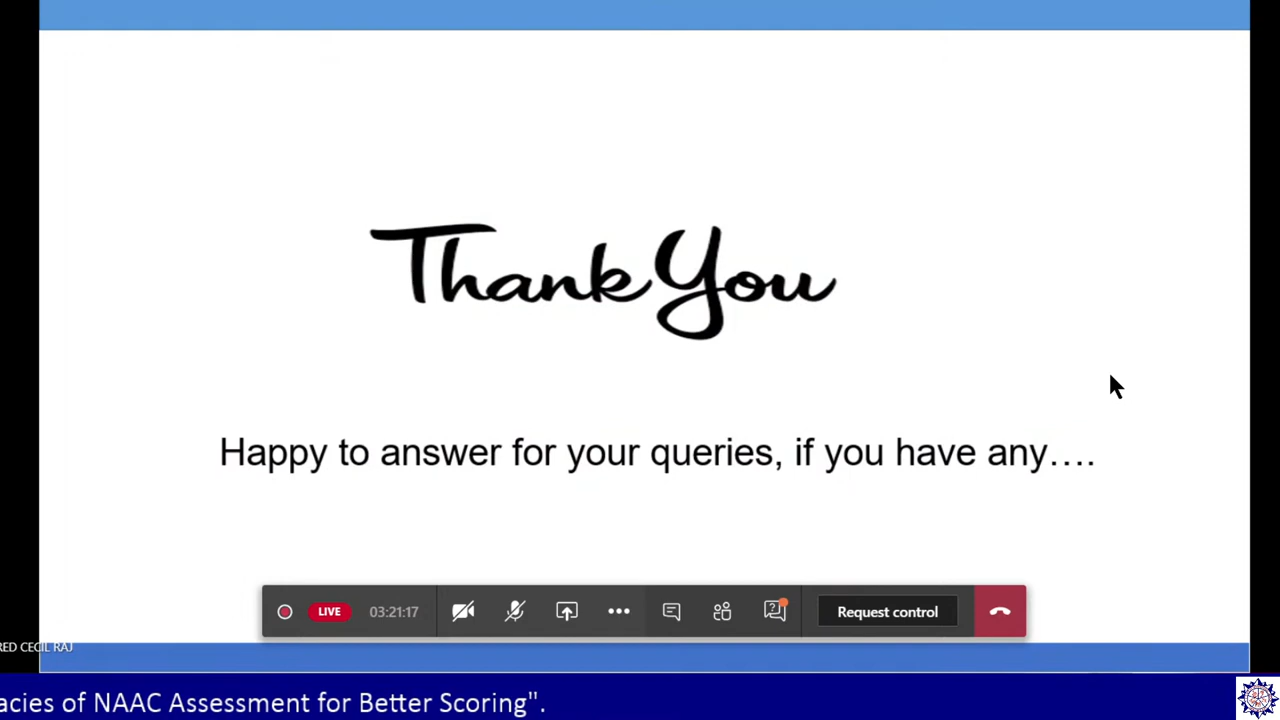 Thank You
Happy to answer for your queries, if you have any….
LIVE 03:21:17 Request control
RED CECIL RAJ
acies of NAAC Assessment for Better Scoring".